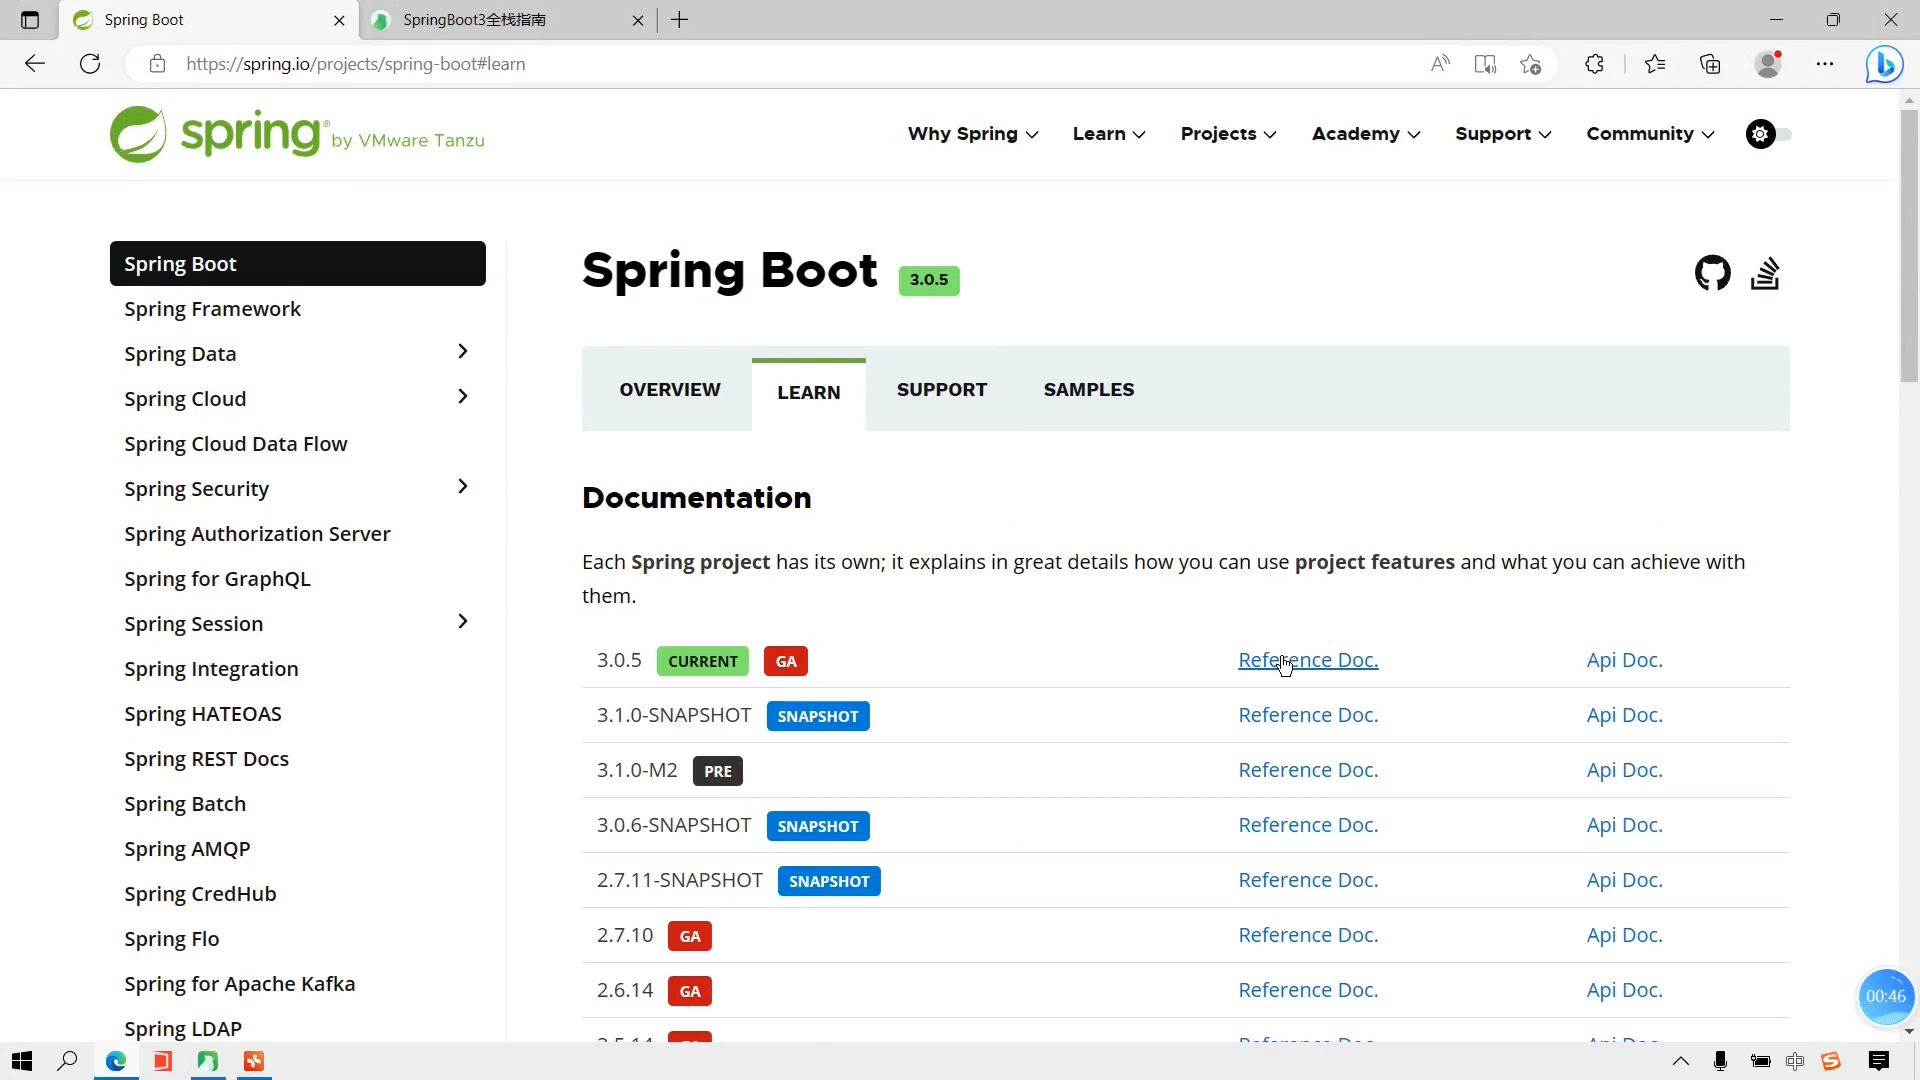 Spring Boot
SpringBoot3全栈指南
https://spring.io/projects/spring-boot#learn
spring® by VMware Tanzu
Why Spring
Learn
Projects
Academy
Support
Community
Spring Boot
Spring Framework
Spring Data
Spring Cloud
Spring Cloud Data Flow
Spring Security
Spring Authorization Server
Spring for GraphQL
Spring Session
Spring Integration
Spring HATEOAS
Spring REST Docs
Spring Batch
Spring AMQP
Spring CredHub
Spring Flo
Spring for Apache Kafka
Spring LDAP
Spring Boot 3.0.5
OVERVIEW LEARN SUPPORT SAMPLES
Documentation
Each Spring project has its own; it explains in great details how you can use project features and what you can achieve with
them.
3.0.5 CURRENT GA Reference Doc. Api Doc.
3.1.0-SNAPSHOT SNAPSHOT Reference Doc. Api Doc.
3.1.0-M2 PRE Reference Doc. Api Doc.
3.0.6-SNAPSHOT SNAPSHOT Reference Doc. Api Doc.
2.7.11-SNAPSHOT SNAPSHOT Reference Doc. Api Doc.
2.7.10 GA Reference Doc. Api Doc.
2.6.14 GA Reference Doc. Api Doc.
00:46
中